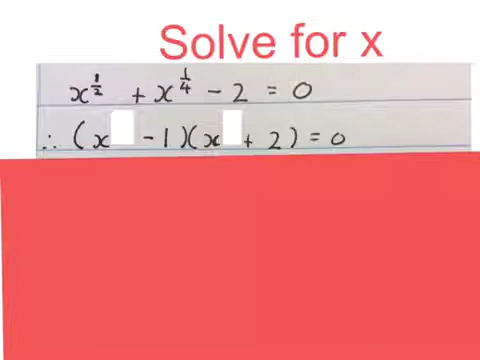 Solve for x
x^{1/2} + x^{1/4} - 2 = 0
∴ (x   - 1)(x   + 2) = 0